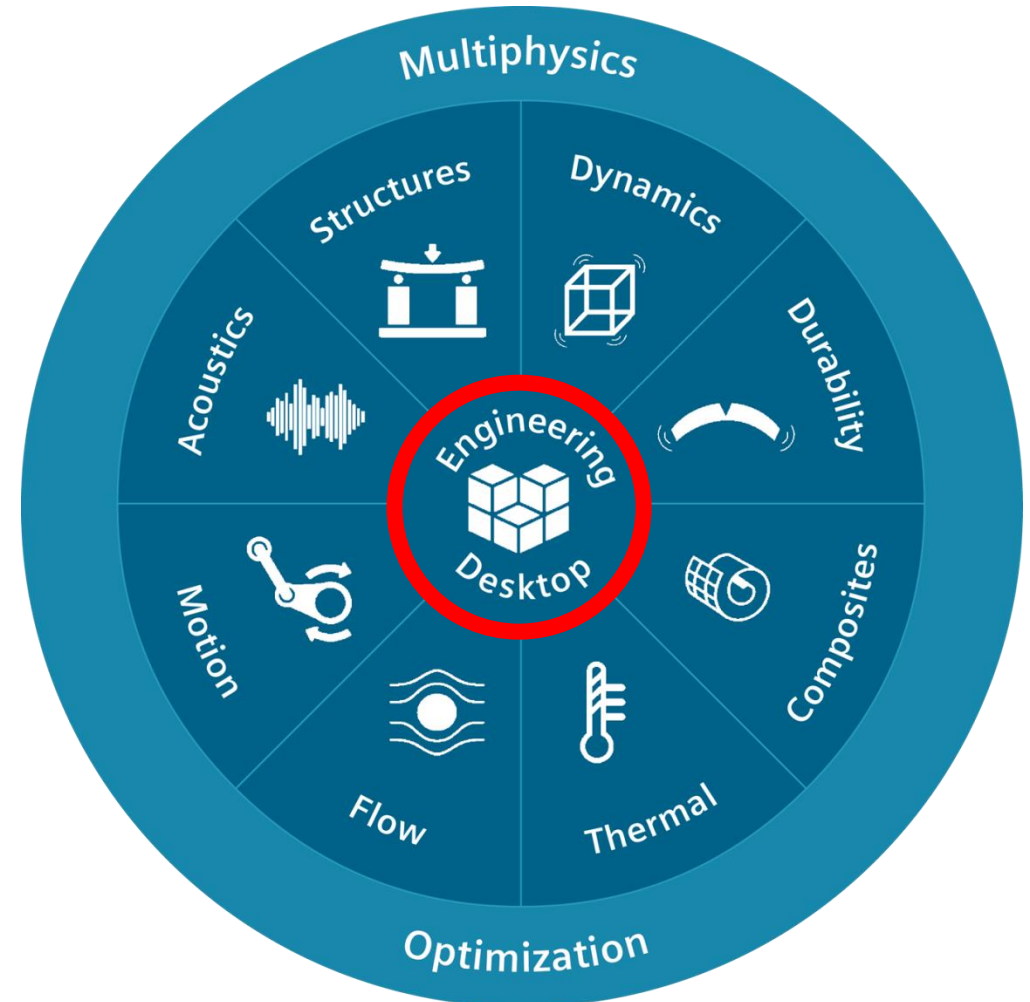 Multiphysics
Structures
Dynamics
Acoustics
Durability
Engineering
Desktop
Motion
Composites
Flow
Thermal
Optimization